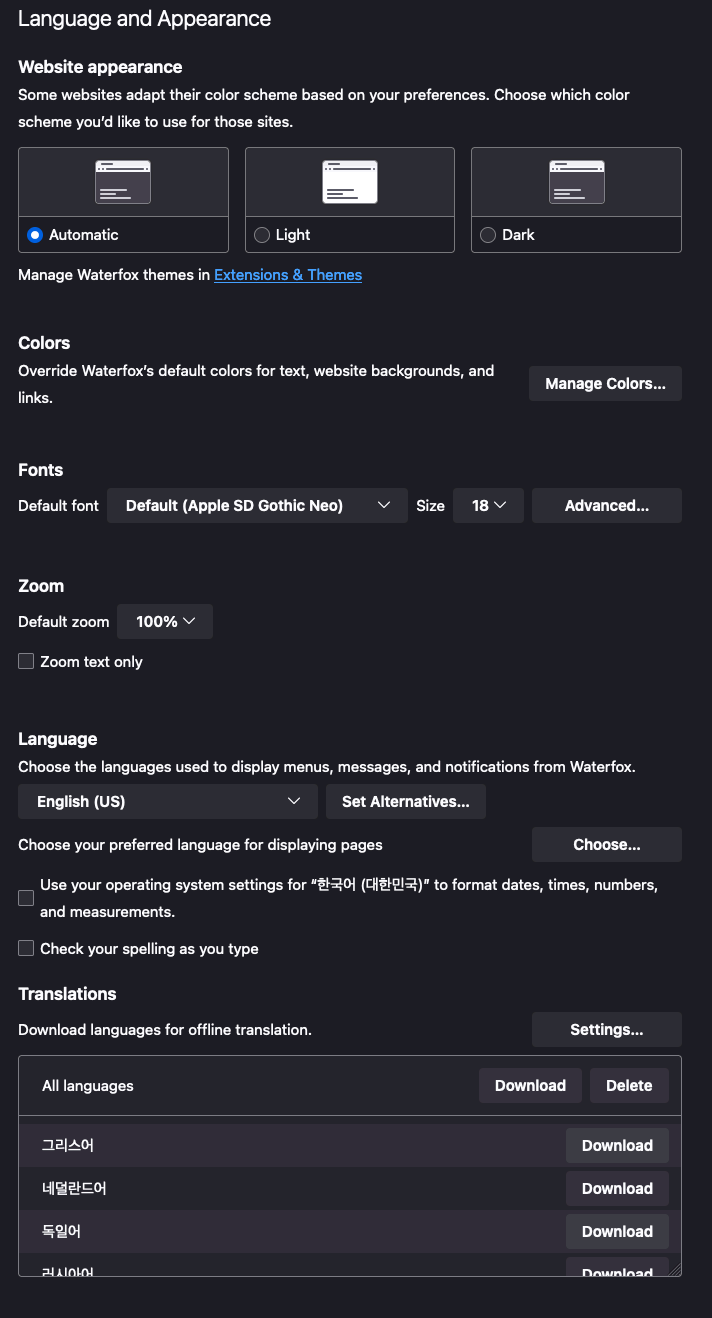 Language and Appearance
Website appearance
Some websites adapt their color scheme based on your preferences. Choose which color
scheme you’d like to use for those sites.
Automatic
Light
Dark
Manage Waterfox themes in Extensions & Themes
Colors
Override Waterfox’s default colors for text, website backgrounds, and
links.
Manage Colors...
Fonts
Default font Default (Apple SD Gothic Neo) Size 18 Advanced...
Zoom
Default zoom 100%
Zoom text only
Language
Choose the languages used to display menus, messages, and notifications from Waterfox.
English (US) Set Alternatives...
Choose your preferred language for displaying pages Choose...
Use your operating system settings for “한국어 (대한민국)” to format dates, times, numbers,
and measurements.
Check your spelling as you type
Translations
Download languages for offline translation. Settings...
All languages Download Delete
그리스어 Download
네덜란드어 Download
독일어 Download
러시아어 Download